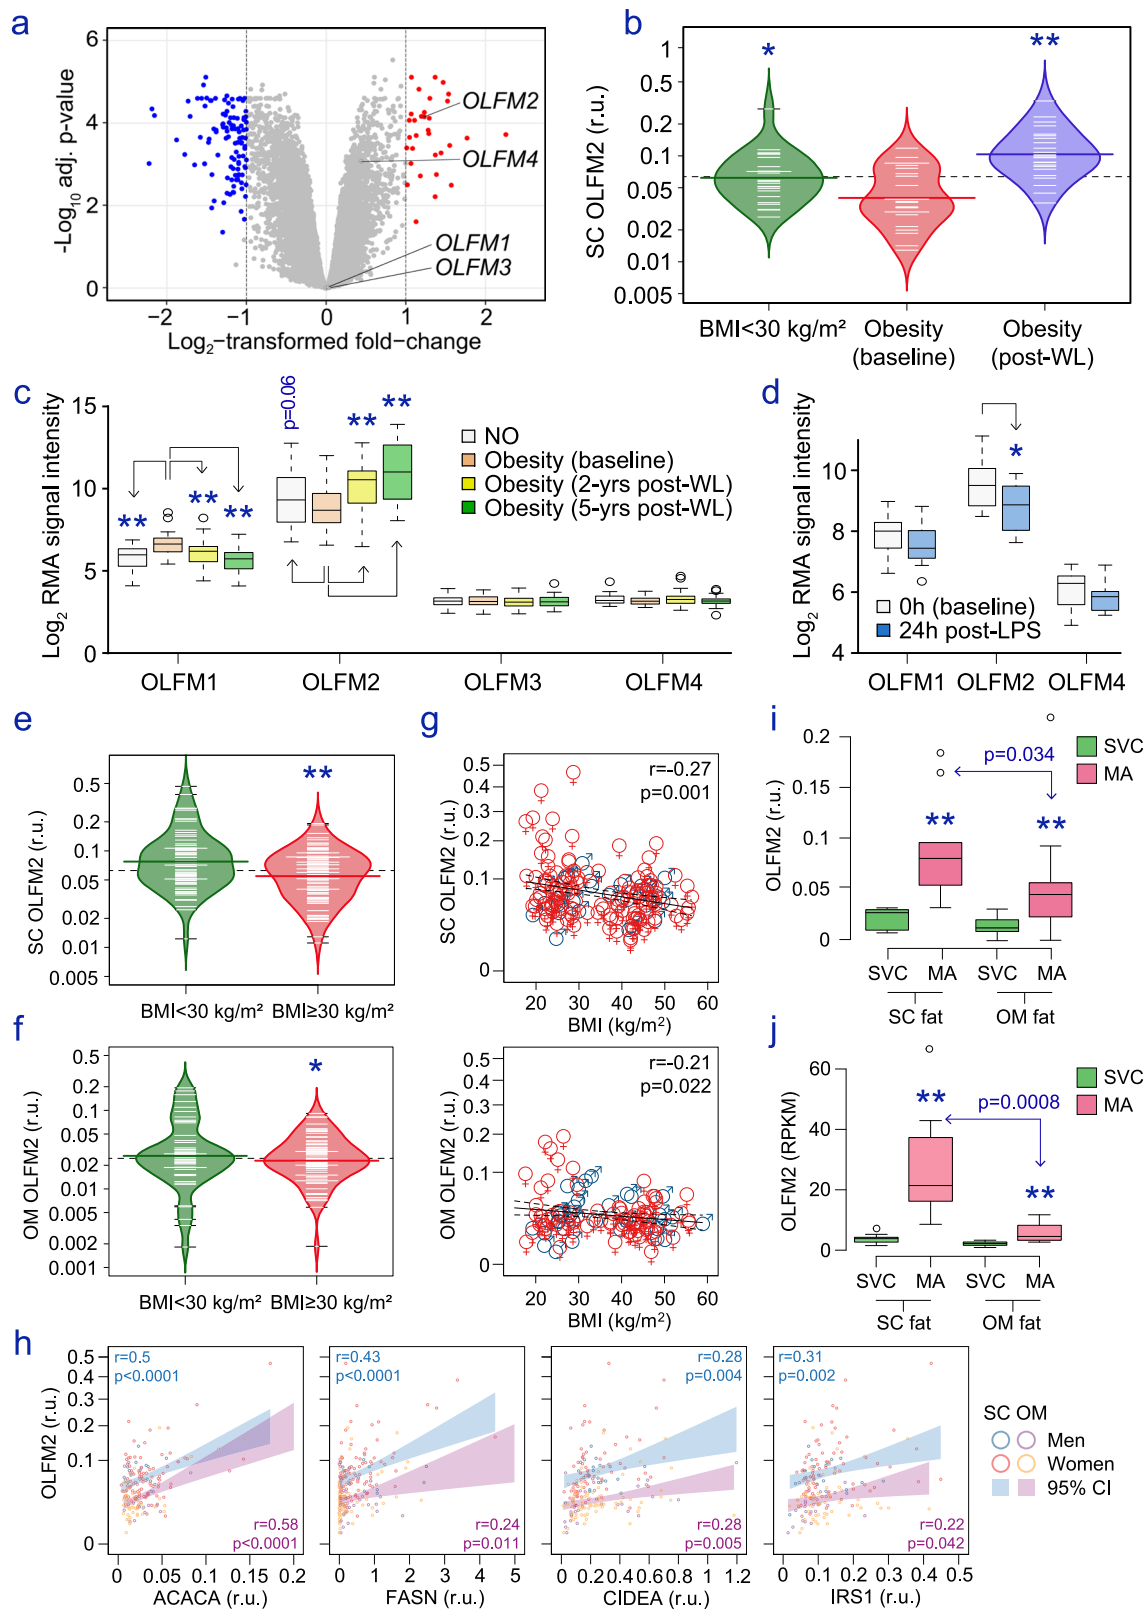 a
6
4
2
0
-Log10 adj. p-value
−2
−1
0
1
2
Log2−transformed fold−change
OLFM2
OLFM4
OLFM1
OLFM3
b
1
0.5
0.2
0.1
0.05
0.02
0.01
0.005
SC OLFM2 (r.u.)
*
**
BMI<30 kg/m²
Obesity
(baseline)
Obesity
(post-WL)
c
15
10
5
0
Log2 RMA signal intensity
**
**
**
p=0.06
**
**
NO
Obesity (baseline)
Obesity (2-yrs post-WL)
Obesity (5-yrs post-WL)
OLFM1
OLFM2
OLFM3
OLFM4
d
10
8
6
4
Log2 RMA signal intensity
*
0h (baseline)
24h post-LPS
OLFM1
OLFM2
OLFM4
e
0.5
0.2
0.1
0.05
0.02
0.01
0.005
SC OLFM2 (r.u.)
**
BMI<30 kg/m²
BMI≥30 kg/m²
f
0.5
0.2
0.1
0.05
0.02
0.01
0.005
0.002
0.001
OM OLFM2 (r.u.)
*
BMI<30 kg/m²
BMI≥30 kg/m²
g
0.5
0.4
0.3
0.2
0.1
0
SC OLFM2 (r.u.)
r=-0.27
p=0.001
20
30
40
50
60
BMI (kg/m²)
0.5
0.4
0.3
0.2
0.1
0
OM OLFM2 (r.u.)
r=-0.21
p=0.022
20
30
40
50
60
BMI (kg/m²)
i
0.2
0.1
0.05
0
OLFM2 (r.u.)
SVC
MA
p=0.034
**
**
SVC
MA
SVC
MA
SC fat
OM fat
j
60
40
20
0
OLFM2 (RPKM)
SVC
MA
p=0.0008
**
**
SVC
MA
SVC
MA
SC fat
OM fat
h
0.5
0.4
0.3
0.2
0.1
0
OLFM2 (r.u.)
r=0.5
p<0.0001
r=0.58
p<0.0001
0
0.05
0.1
0.15
0.2
ACACA (r.u.)
r=0.43
p<0.0001
r=0.24
p=0.011
0
1
2
3
4
5
FASN (r.u.)
r=0.28
p=0.004
r=0.28
p=0.005
0
0.2
0.4
0.6
0.8
1
1.2
CIDEA (r.u.)
r=0.31
p=0.002
r=0.22
p=0.042
0
0.1
0.2
0.3
0.4
0.5
IRS1 (r.u.)
SC OM
Men
Women
95% CI